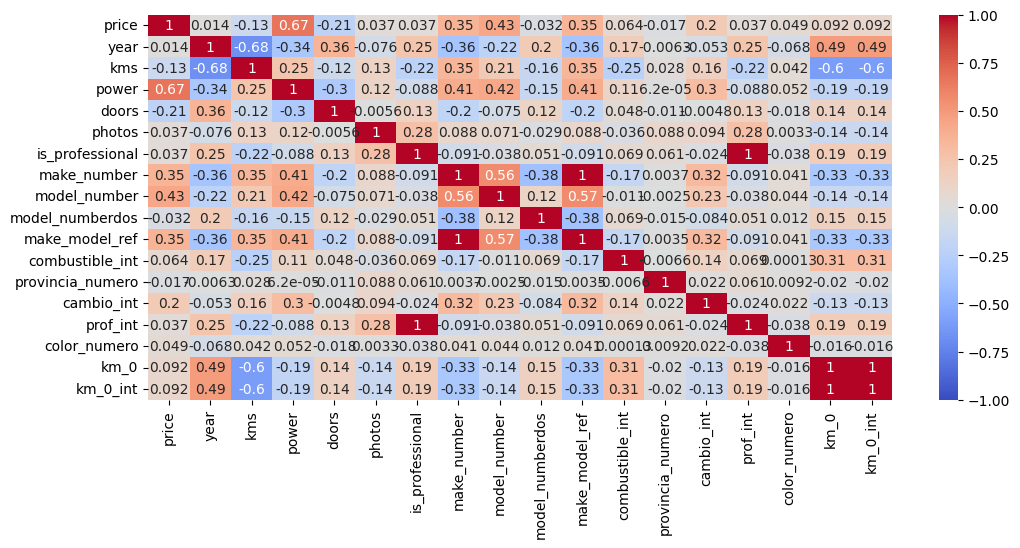 price 1 0.014 -0.13 0.67 -0.21 0.037 0.037 0.35 0.43 -0.032 0.35 0.064 -0.017 0.2 0.037 0.049 0.092 0.092
year 0.014 1 -0.68 -0.34 0.36 -0.076 0.25 -0.36 -0.22 0.2 -0.36 0.17 -0.0063 -0.053 0.25 -0.068 0.49 0.49
kms -0.13 -0.68 1 0.25 -0.12 0.13 -0.22 0.35 0.21 -0.16 0.35 -0.25 0.028 0.16 -0.22 0.042 -0.6 -0.6
power 0.67 -0.34 0.25 1 -0.3 0.12 -0.088 0.41 0.42 -0.15 0.41 0.11 6.2e-05 0.3 -0.088 0.052 -0.19 -0.19
doors -0.21 0.36 -0.12 -0.3 1 -0.0056 0.13 -0.2 -0.075 0.12 -0.2 0.048 -0.011 -0.0048 0.13 -0.018 0.14 0.14
photos 0.037 -0.076 0.13 0.12 -0.0056 1 0.28 0.088 0.071 -0.029 0.088 -0.036 0.088 0.094 0.28 0.0033 -0.14 -0.14
is_professional 0.037 0.25 -0.22 -0.088 0.13 0.28 1 -0.091 -0.038 0.051 -0.091 0.069 0.061 -0.024 1 -0.038 0.19 0.19
make_number 0.35 -0.36 0.35 0.41 -0.2 0.088 -0.091 1 0.56 -0.38 1 -0.17 0.0037 0.32 -0.091 0.041 -0.33 -0.33
model_number 0.43 -0.22 0.21 0.42 -0.075 0.071 -0.038 0.56 1 0.12 0.57 -0.011 -0.0025 0.23 -0.038 0.044 -0.14 -0.14
model_numberdos -0.032 0.2 -0.16 -0.15 0.12 -0.029 0.051 -0.38 0.12 1 -0.38 0.069 -0.015 -0.084 0.051 0.012 0.15 0.15
make_model_ref 0.35 -0.36 0.35 0.41 -0.2 0.088 -0.091 1 0.57 -0.38 1 -0.17 0.0035 0.32 -0.091 0.041 -0.33 -0.33
combustible_int 0.064 0.17 -0.25 0.11 0.048 -0.036 0.069 -0.17 -0.011 0.069 -0.17 1 -0.0066 0.14 0.069 0.00013 0.31 0.31
provincia_numero -0.017 -0.0063 0.028 6.2e-05 -0.011 0.088 0.061 0.0037 -0.0025 -0.015 0.0035 -0.0066 1 0.022 0.061 0.0092 -0.02 -0.02
cambio_int 0.2 -0.053 0.16 0.3 -0.0048 0.094 -0.024 0.32 0.23 -0.084 0.32 0.14 0.022 1 -0.024 0.022 -0.13 -0.13
prof_int 0.037 0.25 -0.22 -0.088 0.13 0.28 1 -0.091 -0.038 0.051 -0.091 0.069 0.061 -0.024 1 -0.038 0.19 0.19
color_numero 0.049 -0.068 0.042 0.052 -0.018 0.0033 -0.038 0.041 0.044 0.012 0.041 0.00013 0.0092 0.022 -0.038 1 -0.016 -0.016
km_0 0.092 0.49 -0.6 -0.19 0.14 -0.14 0.19 -0.33 -0.14 0.15 -0.33 0.31 -0.02 -0.13 0.19 -0.016 1 1
km_0_int 0.092 0.49 -0.6 -0.19 0.14 -0.14 0.19 -0.33 -0.14 0.15 -0.33 0.31 -0.02 -0.13 0.19 -0.016 1 1
price
year
kms
power
doors
photos
is_professional
make_number
model_number
model_numberdos
make_model_ref
combustible_int
provincia_numero
cambio_int
prof_int
color_numero
km_0
km_0_int
1.00
0.75
0.50
0.25
0.00
-0.25
-0.50
-0.75
-1.00